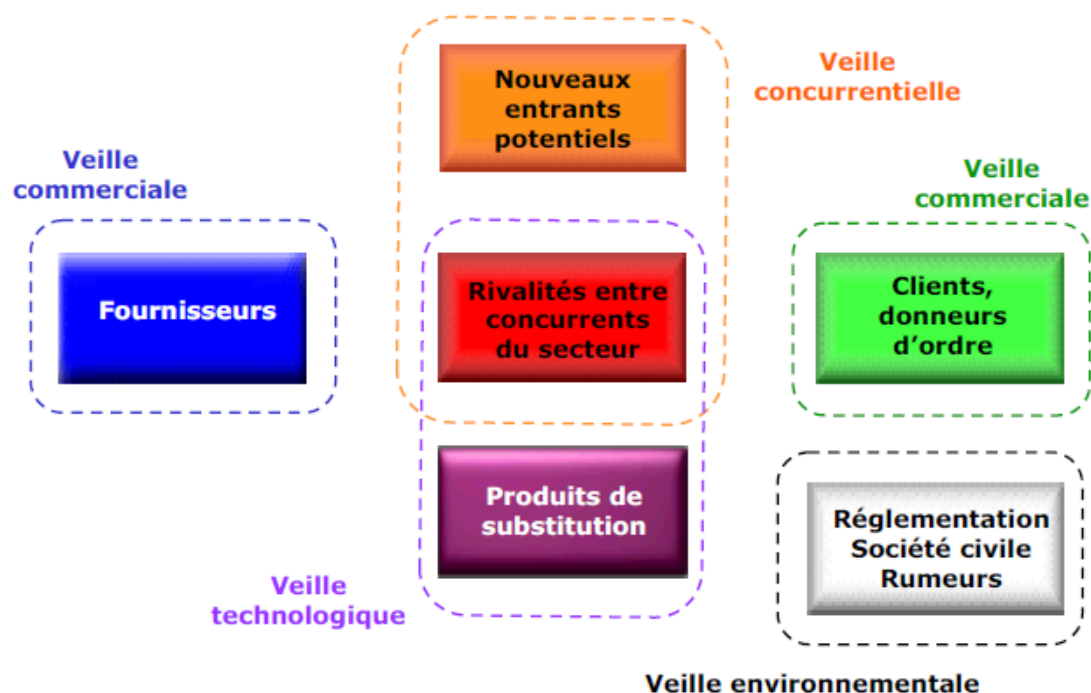 Nouveaux
entrants
potentiels
Veille
concurrentielle
Veille
commerciale
Veille
commerciale
Fournisseurs
Rivalités entre
concurrents
du secteur
Clients,
donneurs
d’ordre
Produits de
substitution
Réglementation
Société civile
Rumeurs
Veille
technologique
Veille environnementale